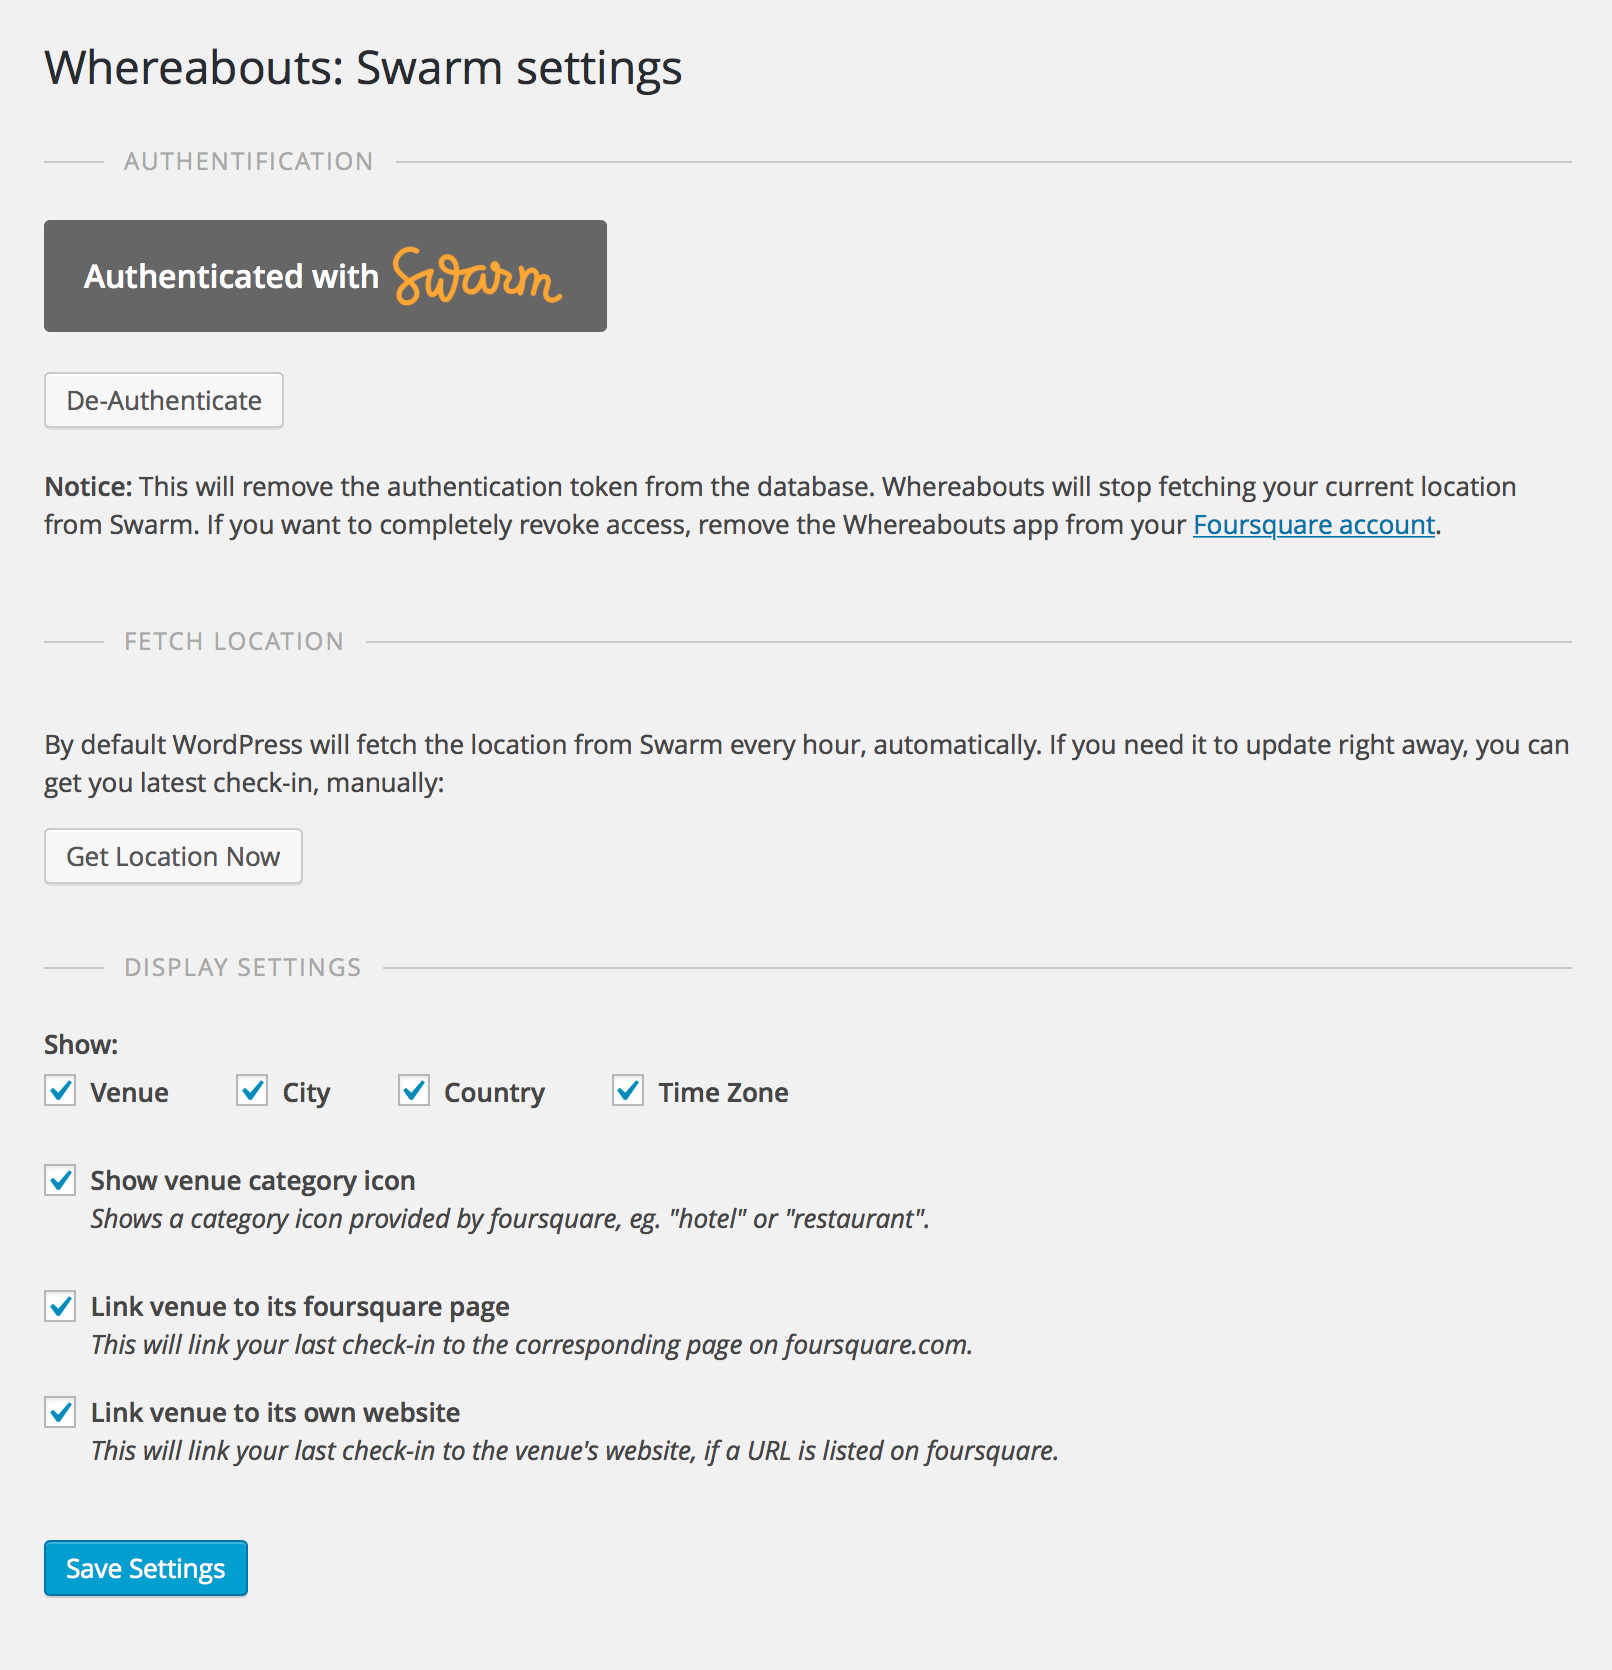 Whereabouts: Swarm settings
AUTHENTIFICATION
Authenticated with Swarm
De-Authenticate
Notice: This will remove the authentication token from the database. Whereabouts will stop fetching your current location
from Swarm. If you want to completely revoke access, remove the Whereabouts app from your Foursquare account.
FETCH LOCATION
By default WordPress will fetch the location from Swarm every hour, automatically. If you need it to update right away, you can
get you latest check-in, manually:
Get Location Now
DISPLAY SETTINGS
Show:
Venue City Country Time Zone
Show venue category icon
Shows a category icon provided by foursquare, eg. "hotel" or "restaurant".
Link venue to its foursquare page
This will link your last check-in to the corresponding page on foursquare.com.
Link venue to its own website
This will link your last check-in to the venue's website, if a URL is listed on foursquare.
Save Settings